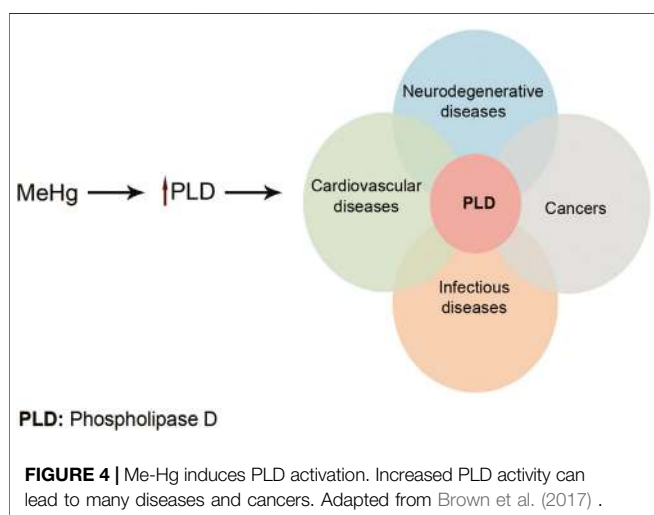 Neurodegenerative
diseases
MeHg
↑PLD
Cardiovascular
diseases
PLD
Cancers
Infectious
diseases
PLD: Phospholipase D
FIGURE 4 | Me-Hg induces PLD activation. Increased PLD activity can
lead to many diseases and cancers. Adapted from Brown et al. (2017) .